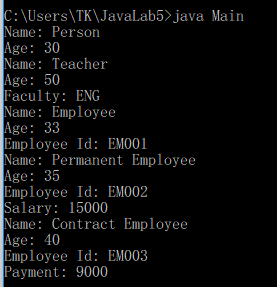 C:\Users\TK\JavaLab5>java Main
Name: Person
Age: 30
Name: Teacher
Age: 50
Faculty: ENG
Name: Employee
Age: 33
Employee Id: EM001
Name: Permanent Employee
Age: 35
Employee Id: EM002
Salary: 15000
Name: Contract Employee
Age: 40
Employee Id: EM003
Payment: 9000